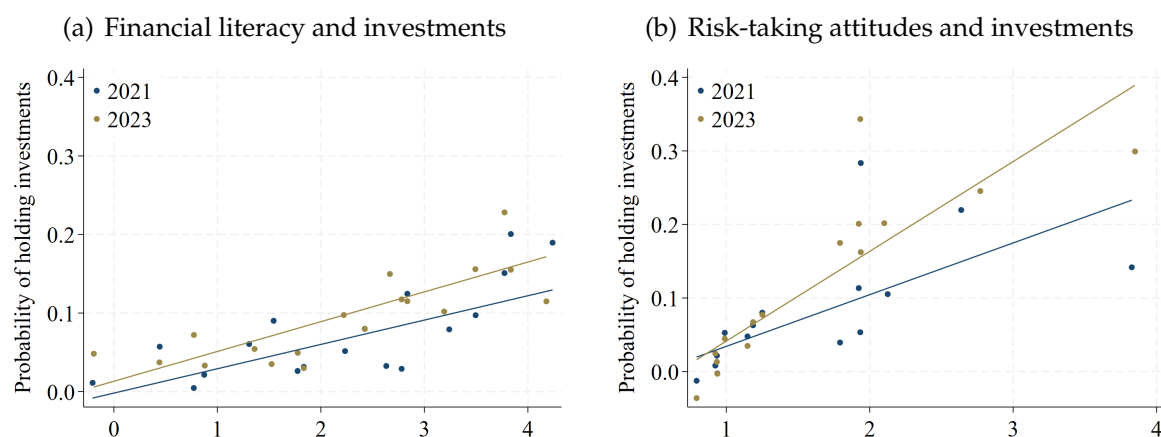 (a) Financial literacy and investments
Probability of holding investments
0.4
0.3
0.2
0.1
0.0
2021
2023
0 1 2 3 4
(b) Risk-taking attitudes and investments
Probability of holding investments
0.4
0.3
0.2
0.1
0.0
2021
2023
1 2 3 4